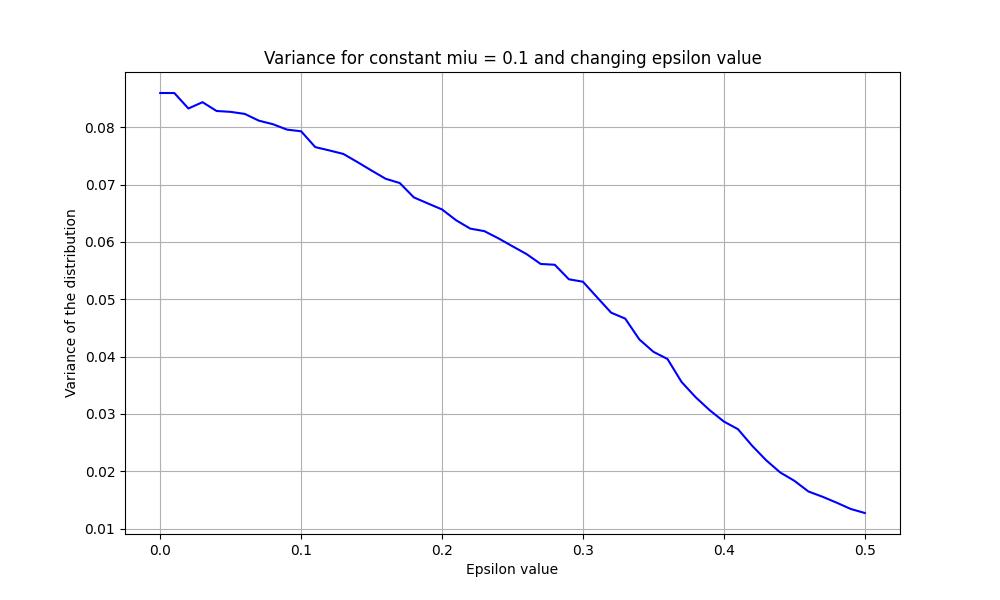 Variance for constant miu = 0.1 and changing epsilon value
Variance of the distribution
0.08
0.07
0.06
0.05
0.04
0.03
0.02
0.01
0.0 0.1 0.2 0.3 0.4 0.5
Epsilon value